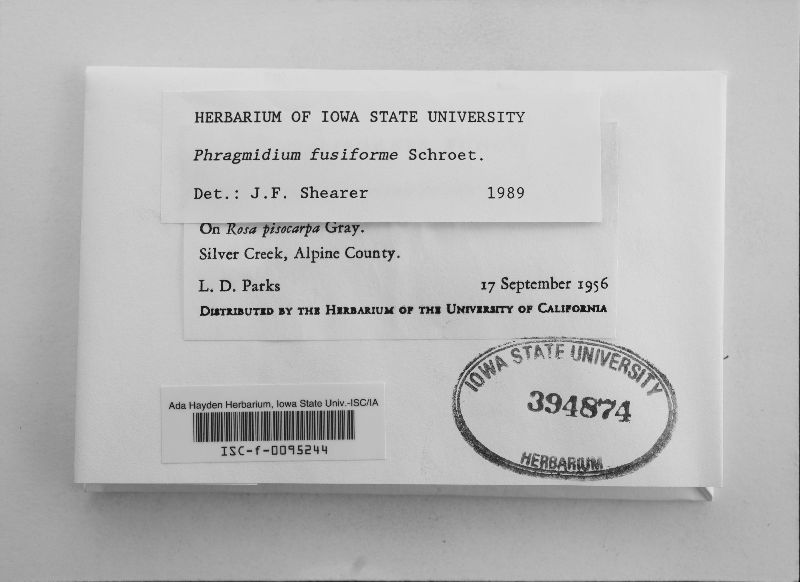 HERBARIUM OF IOWA STATE UNIVERSITY
Phragmidium fusiforme Schroet.
Det.: J.F. Shearer 1989
On Rosa pisocarpa Gray.
Silver Creek, Alpine County.
L. D. Parks 17 September 1956
DISTRIBUTED BY THE HERBARIUM OF THE UNIVERSITY OF CALIFORNIA
IOWA STATE UNIVERSITY
394874
HERBARIUM
Ada Hayden Herbarium, Iowa State Univ.-ISC/IA
ISC-f-0095244